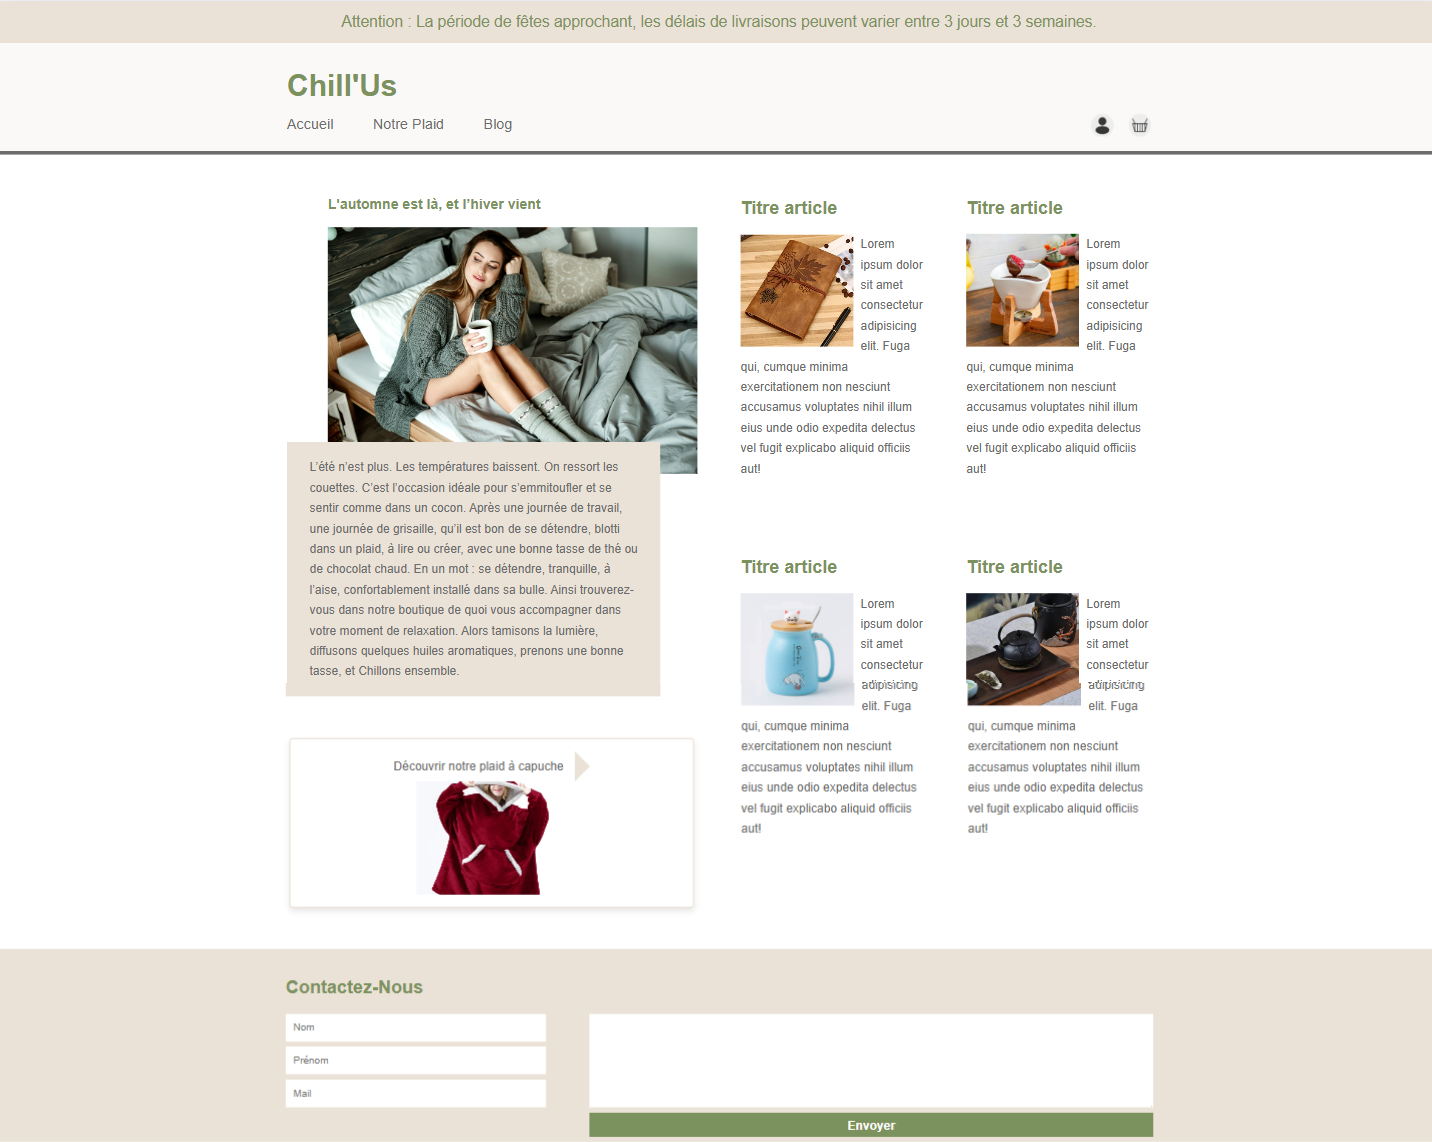 Attention : La période de fêtes approchant, les délais de livraisons peuvent varier entre 3 jours et 3 semaines.
Chill'Us
Accueil
Notre Plaid
Blog
L'automne est là, et l'hiver vient
L'été n'est plus. Les températures baissent. On ressort les
couettes. C'est l'occasion idéale pour s'emmitoufler et se
sentir comme dans un cocon. Après une journée de travail,
une journée de grisaille, qu'il est bon de se détendre, blotti
dans un plaid, à lire ou créer, avec une bonne tasse de thé ou
de chocolat chaud. En un mot : se détendre, tranquille, à
l'aise, confortablement installé dans sa bulle. Ainsi trouverez-
vous dans notre boutique de quoi vous accompagner dans
votre moment de relaxation. Alors tamisons la lumière,
diffusons quelques huiles aromatiques, prenons une bonne
tasse, et Chillons ensemble.
Découvrir notre plaid à capuche
Titre article
Lorem
ipsum dolor
sit amet
consectetur
adipisicing
elit. Fuga
qui, cumque minima
exercitationem non nesciunt
accusamus voluptates nihil illum
eius unde odio expedita delectus
vel fugit explicabo aliquid officiis
aut!
Titre article
Lorem
ipsum dolor
sit amet
consectetur
adipisicing
elit. Fuga
qui, cumque minima
exercitationem non nesciunt
accusamus voluptates nihil illum
eius unde odio expedita delectus
vel fugit explicabo aliquid officiis
aut!
Titre article
Lorem
ipsum dolor
sit amet
consectetur
adipisicing
elit. Fuga
qui, cumque minima
exercitationem non nesciunt
accusamus voluptates nihil illum
eius unde odio expedita delectus
vel fugit explicabo aliquid officiis
aut!
Titre article
Lorem
ipsum dolor
sit amet
consectetur
adipisicing
elit. Fuga
qui, cumque minima
exercitationem non nesciunt
accusamus voluptates nihil illum
eius unde odio expedita delectus
vel fugit explicabo aliquid officiis
aut!
Contactez-Nous
Nom
Prénom
Mail
Envoyer